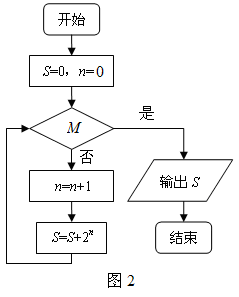 开始
S=0，n=0
M
是
否
n=n+1
输出 S
S=S+2ⁿ
结束
图 2